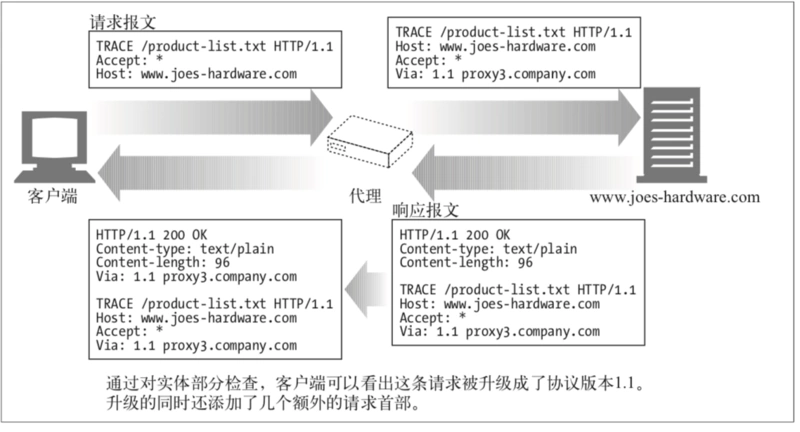 请求报文
TRACE /product-list.txt HTTP/1.1
Accept: *
Host: www.joes-hardware.com
TRACE /product-list.txt HTTP/1.1
Host: www.joes-hardware.com
Accept: *
Via: 1.1 proxy3.company.com
客户端
代理
www.joes-hardware.com
响应报文
HTTP/1.1 200 OK
Content-type: text/plain
Content-length: 96
Via: 1.1 proxy3.company.com
TRACE /product-list.txt HTTP/1.1
Host: www.joes-hardware.com
Accept: *
Via: 1.1 proxy3.company.com
HTTP/1.1 200 OK
Content-type: text/plain
Content-length: 96
TRACE /product-list.txt HTTP/1.1
Host: www.joes-hardware.com
Accept: *
Via: 1.1 proxy3.company.com
通过对实体部分检查，客户端可以看出这条请求被升级成了协议版本1.1。
升级的同时还添加了几个额外的请求首部。